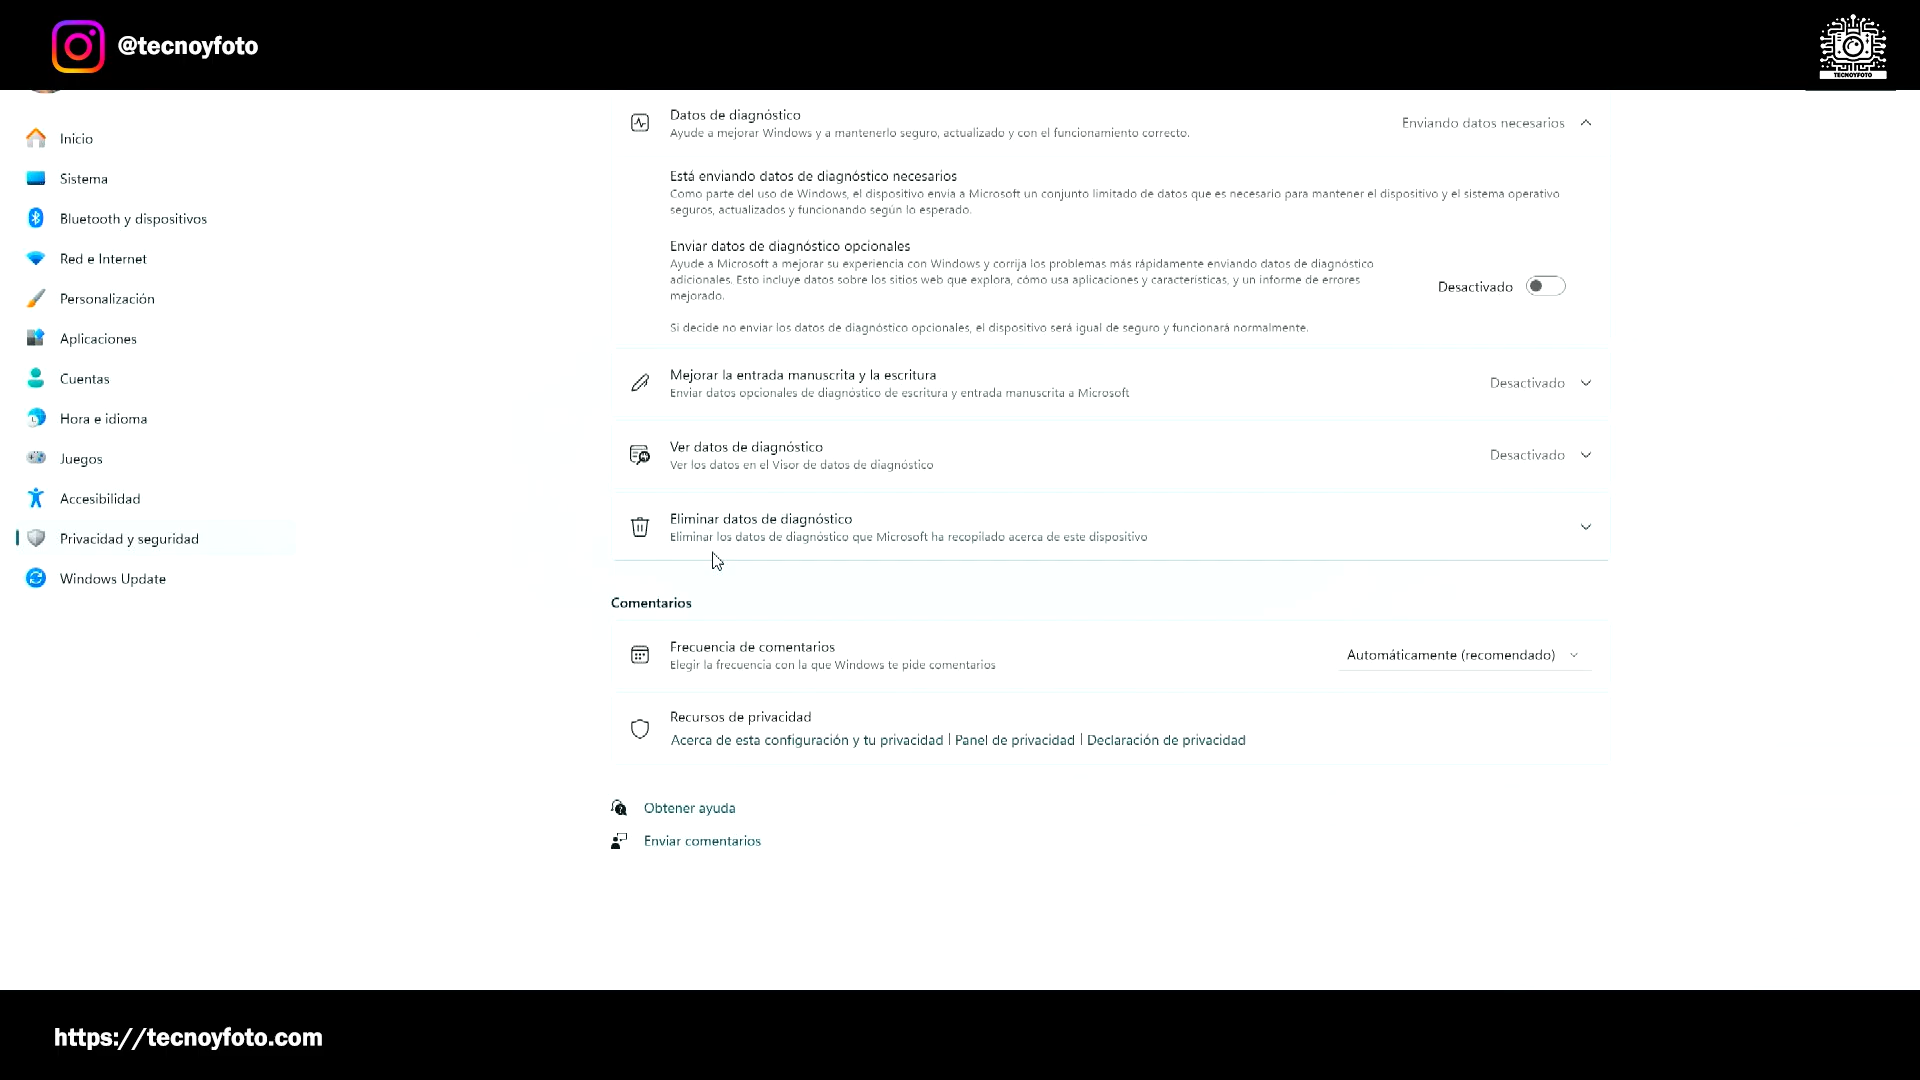 @tecnoyfoto
TECNOYFOTO
Inicio
Sistema
Bluetooth y dispositivos
Red e Internet
Personalización
Aplicaciones
Cuentas
Hora e idioma
Juegos
Accesibilidad
Privacidad y seguridad
Windows Update
Datos de diagnóstico
Ayude a mejorar Windows y a mantenerlo seguro, actualizado y con el funcionamiento correcto.
Enviando datos necesarios
Está enviando datos de diagnóstico necesarios
Como parte del uso de Windows, el dispositivo envía a Microsoft un conjunto limitado de datos que es necesario para mantener el dispositivo y el sistema operativo
seguros, actualizados y funcionando según lo esperado.
Enviar datos de diagnóstico opcionales
Ayude a Microsoft a mejorar su experiencia con Windows y corrija los problemas más rápidamente enviando datos de diagnóstico
adicionales. Esto incluye datos sobre los sitios web que explora, cómo usa aplicaciones y características, y un informe de errores
mejorado.
Desactivado
Si decide no enviar los datos de diagnóstico opcionales, el dispositivo será igual de seguro y funcionará normalmente.
Mejorar la entrada manuscrita y la escritura
Enviar datos opcionales de diagnóstico de escritura y entrada manuscrita a Microsoft
Desactivado
Ver datos de diagnóstico
Ver los datos en el Visor de datos de diagnóstico
Desactivado
Eliminar datos de diagnóstico
Eliminar los datos de diagnóstico que Microsoft ha recopilado acerca de este dispositivo
Comentarios
Frecuencia de comentarios
Elegir la frecuencia con la que Windows te pide comentarios
Automáticamente (recomendado)
Recursos de privacidad
Acerca de esta configuración y tu privacidad | Panel de privacidad | Declaración de privacidad
Obtener ayuda
Enviar comentarios
https://tecnoyfoto.com